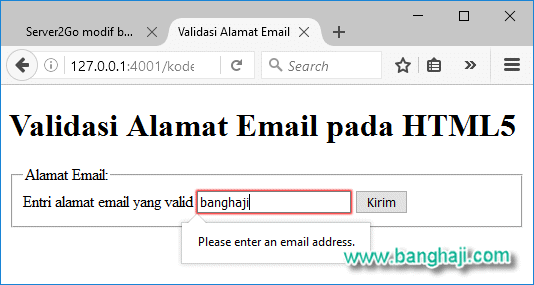 Server2Go modif b...
Validasi Alamat Email
127.0.0.1:4001/kode
Search
Validasi Alamat Email pada HTML5
Alamat Email:
Entri alamat email yang valid banghaji Kirim
Please enter an email address.
www.banghaji.com